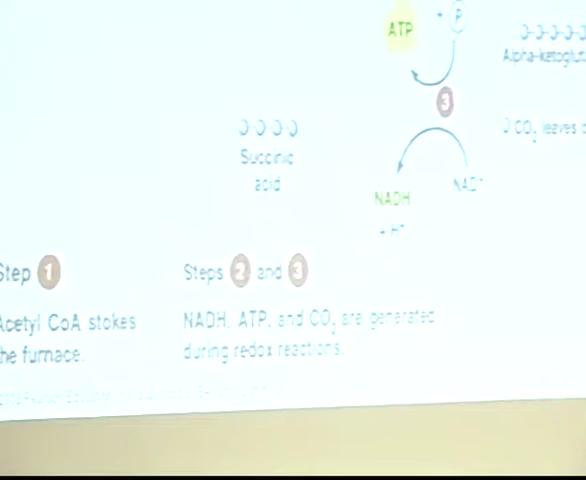 ATP
+ P
Alpha-ketoglut
3
CO₂ leaves c
Succinic
acid
NADH
NAD⁺
+ H⁺
Step 1
Steps 2 and 3
Acetyl CoA stokes
the furnace.
NADH, ATP, and CO₂ are generated
during redox reactions.